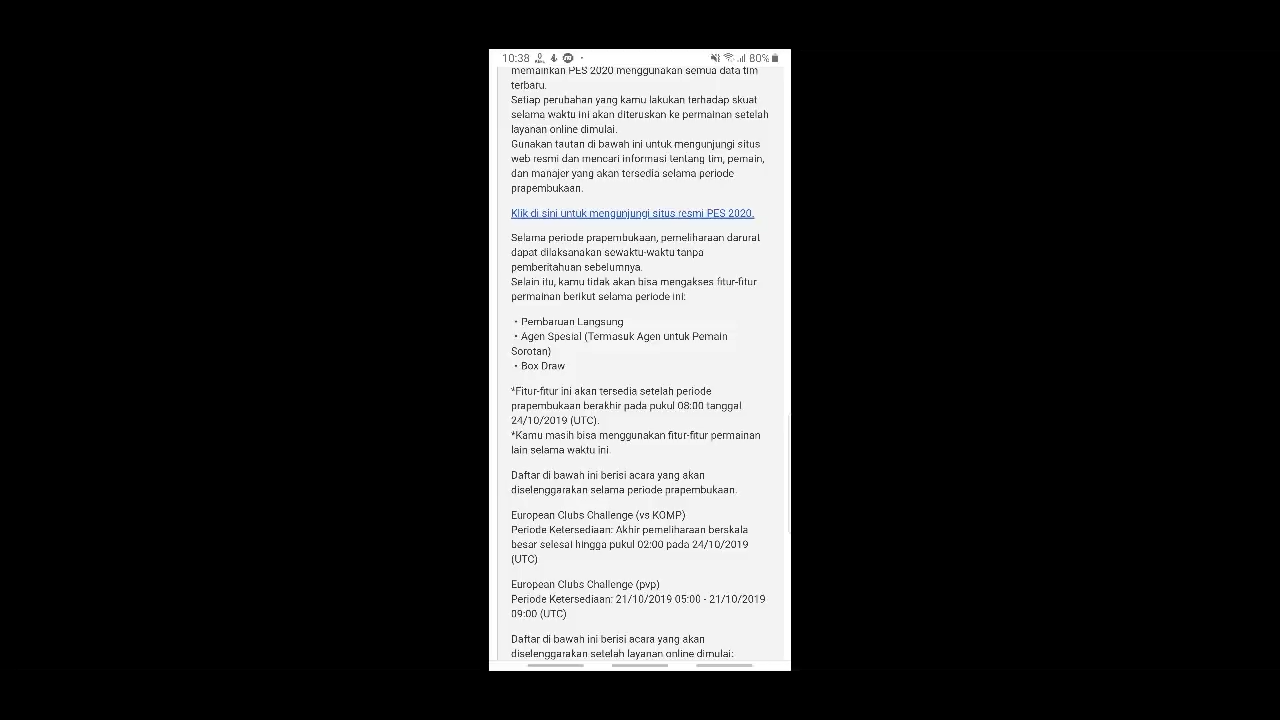 10:38
80%
memainkan PES 2020 menggunakan semua data tim
terbaru.
Setiap perubahan yang kamu lakukan terhadap skuat
selama waktu ini akan diteruskan ke permainan setelah
layanan online dimulai.
Gunakan tautan di bawah ini untuk mengunjungi situs
web resmi dan mencari informasi tentang tim, pemain,
dan manajer yang akan tersedia selama periode
prapembukaan.
Klik di sini untuk mengunjungi situs resmi PES 2020.
Selama periode prapembukaan, pemeliharaan darurat
dapat dilaksanakan sewaktu-waktu tanpa
pemberitahuan sebelumnya.
Selain itu, kamu tidak akan bisa mengakses fitur-fitur
permainan berikut selama periode ini:
・Pembaruan Langsung
・Agen Spesial (Termasuk Agen untuk Pemain
Sorotan)
・Box Draw
*Fitur-fitur ini akan tersedia setelah periode
prapembukaan berakhir pada pukul 08:00 tanggal
24/10/2019 (UTC).
*Kamu masih bisa menggunakan fitur-fitur permainan
lain selama waktu ini.
Daftar di bawah ini berisi acara yang akan
diselenggarakan selama periode prapembukaan.
European Clubs Challenge (vs KOMP)
Periode Ketersediaan: Akhir pemeliharaan berskala
besar selesai hingga pukul 02:00 pada 24/10/2019
(UTC)
European Clubs Challenge (pvp)
Periode Ketersediaan: 21/10/2019 05:00 - 21/10/2019
09:00 (UTC)
Daftar di bawah ini berisi acara yang akan
diselenggarakan setelah layanan online dimulai: